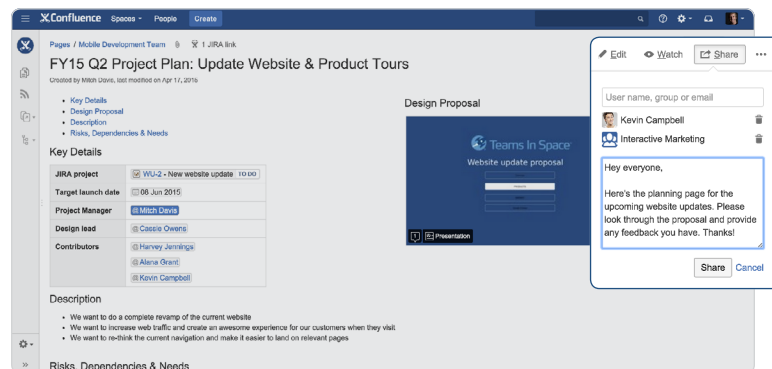 Confluence Spaces People Create
Pages / Mobile Development Team 1 JIRA link
FY15 Q2 Project Plan: Update Website & Product Tours
Created by Mitch Davis, last modified on Apr 17, 2015
Key Details
Design Proposal
Description
Risks, Dependencies & Needs
Key Details
JIRA project WU-2 - New website update TO DO
Target launch date 06 Jun 2015
Project Manager Mitch Davis
Design lead Cassie Owens
Contributors Harvey Jennings
Alana Grant
Kevin Campbell
Description
We want to do a complete revamp of the current website
We want to increase web traffic and create an awesome experience for our customers when they visit
We want to re-think the current navigation and make it easier to land on relevant pages
Risks, Dependencies & Needs
Design Proposal
Teams In Space
Website update proposal
1 Presentation
Edit Watch Share
User name, group or email
Kevin Campbell
Interactive Marketing
Hey everyone,
Here's the planning page for the
upcoming website updates. Please
look through the proposal and provide
any feedback you have. Thanks!
Share Cancel